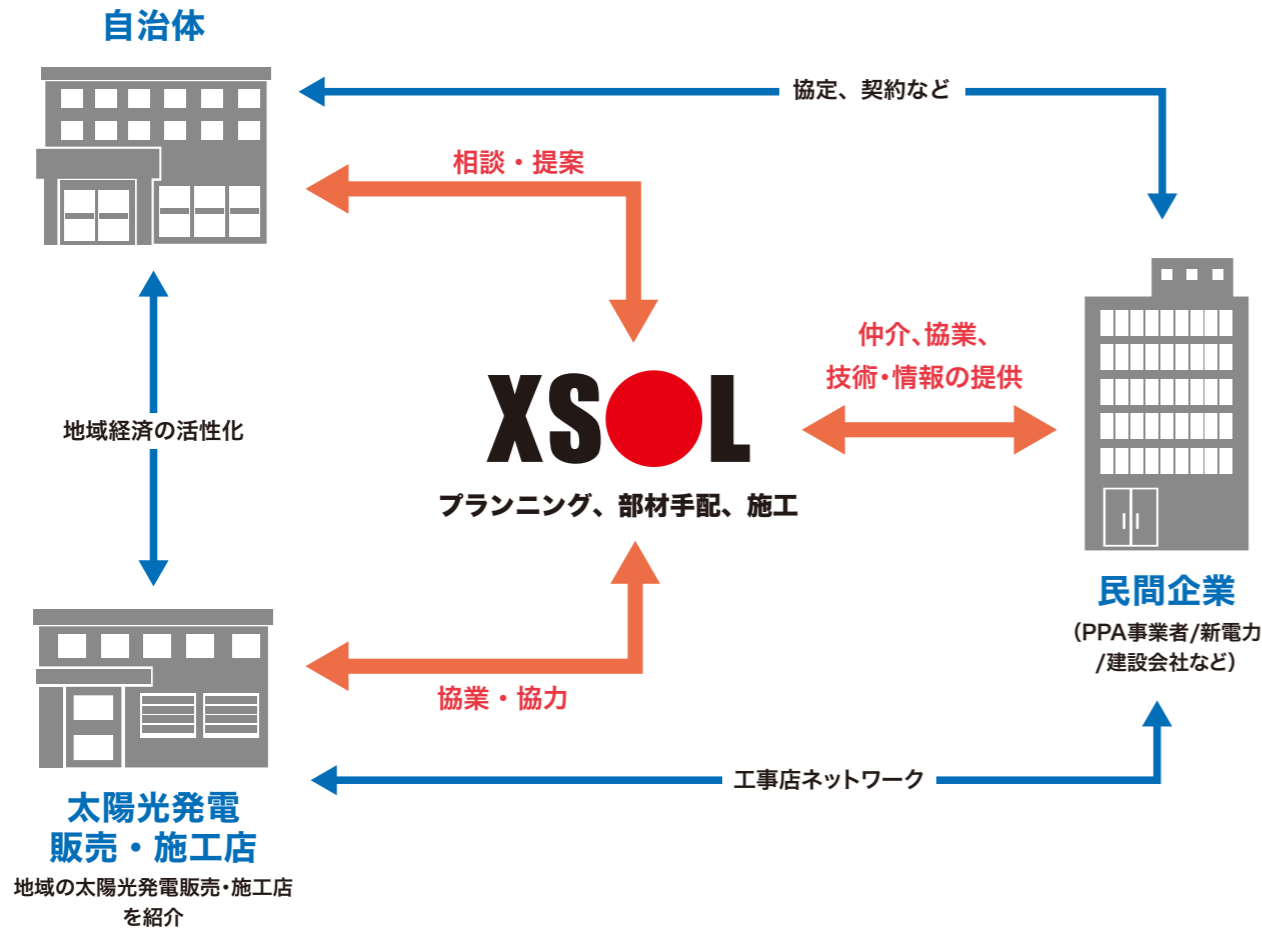 自治体
協定、契約など
相談・提案
仲介、協業、
技術・情報の提供
地域経済の活性化
XSOL
プランニング、部材手配、施工
民間企業
（PPA事業者/新電力
/建設会社など）
協業・協力
工事店ネットワーク
太陽光発電
販売・施工店
地域の太陽光発電販売・施工店
を紹介